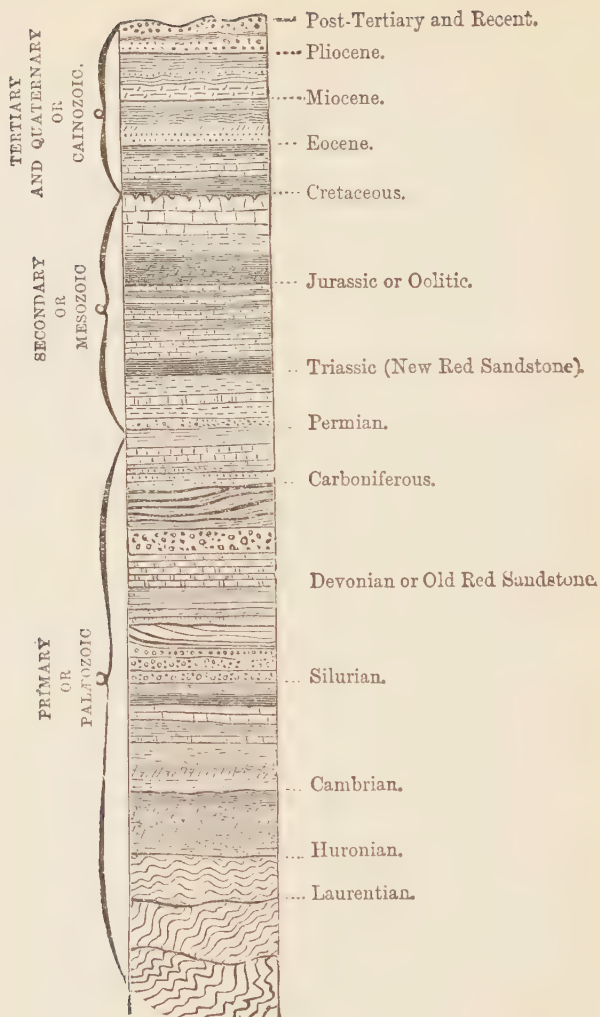 TERTIARY
AND QUATERNARY
OR
CAINOZOIC.
SECONDARY
OR
MESOZOIC
PRIMARY
OR
PALÆOZOIC
Post-Tertiary and Recent.
Pliocene.
Miocene.
Eocene.
Cretaceous.
Jurassic or Oolitic.
Triassic (New Red Sandstone).
Permian.
Carboniferous.
Devonian or Old Red Sandstone.
Silurian.
Cambrian.
Huronian.
Laurentian.